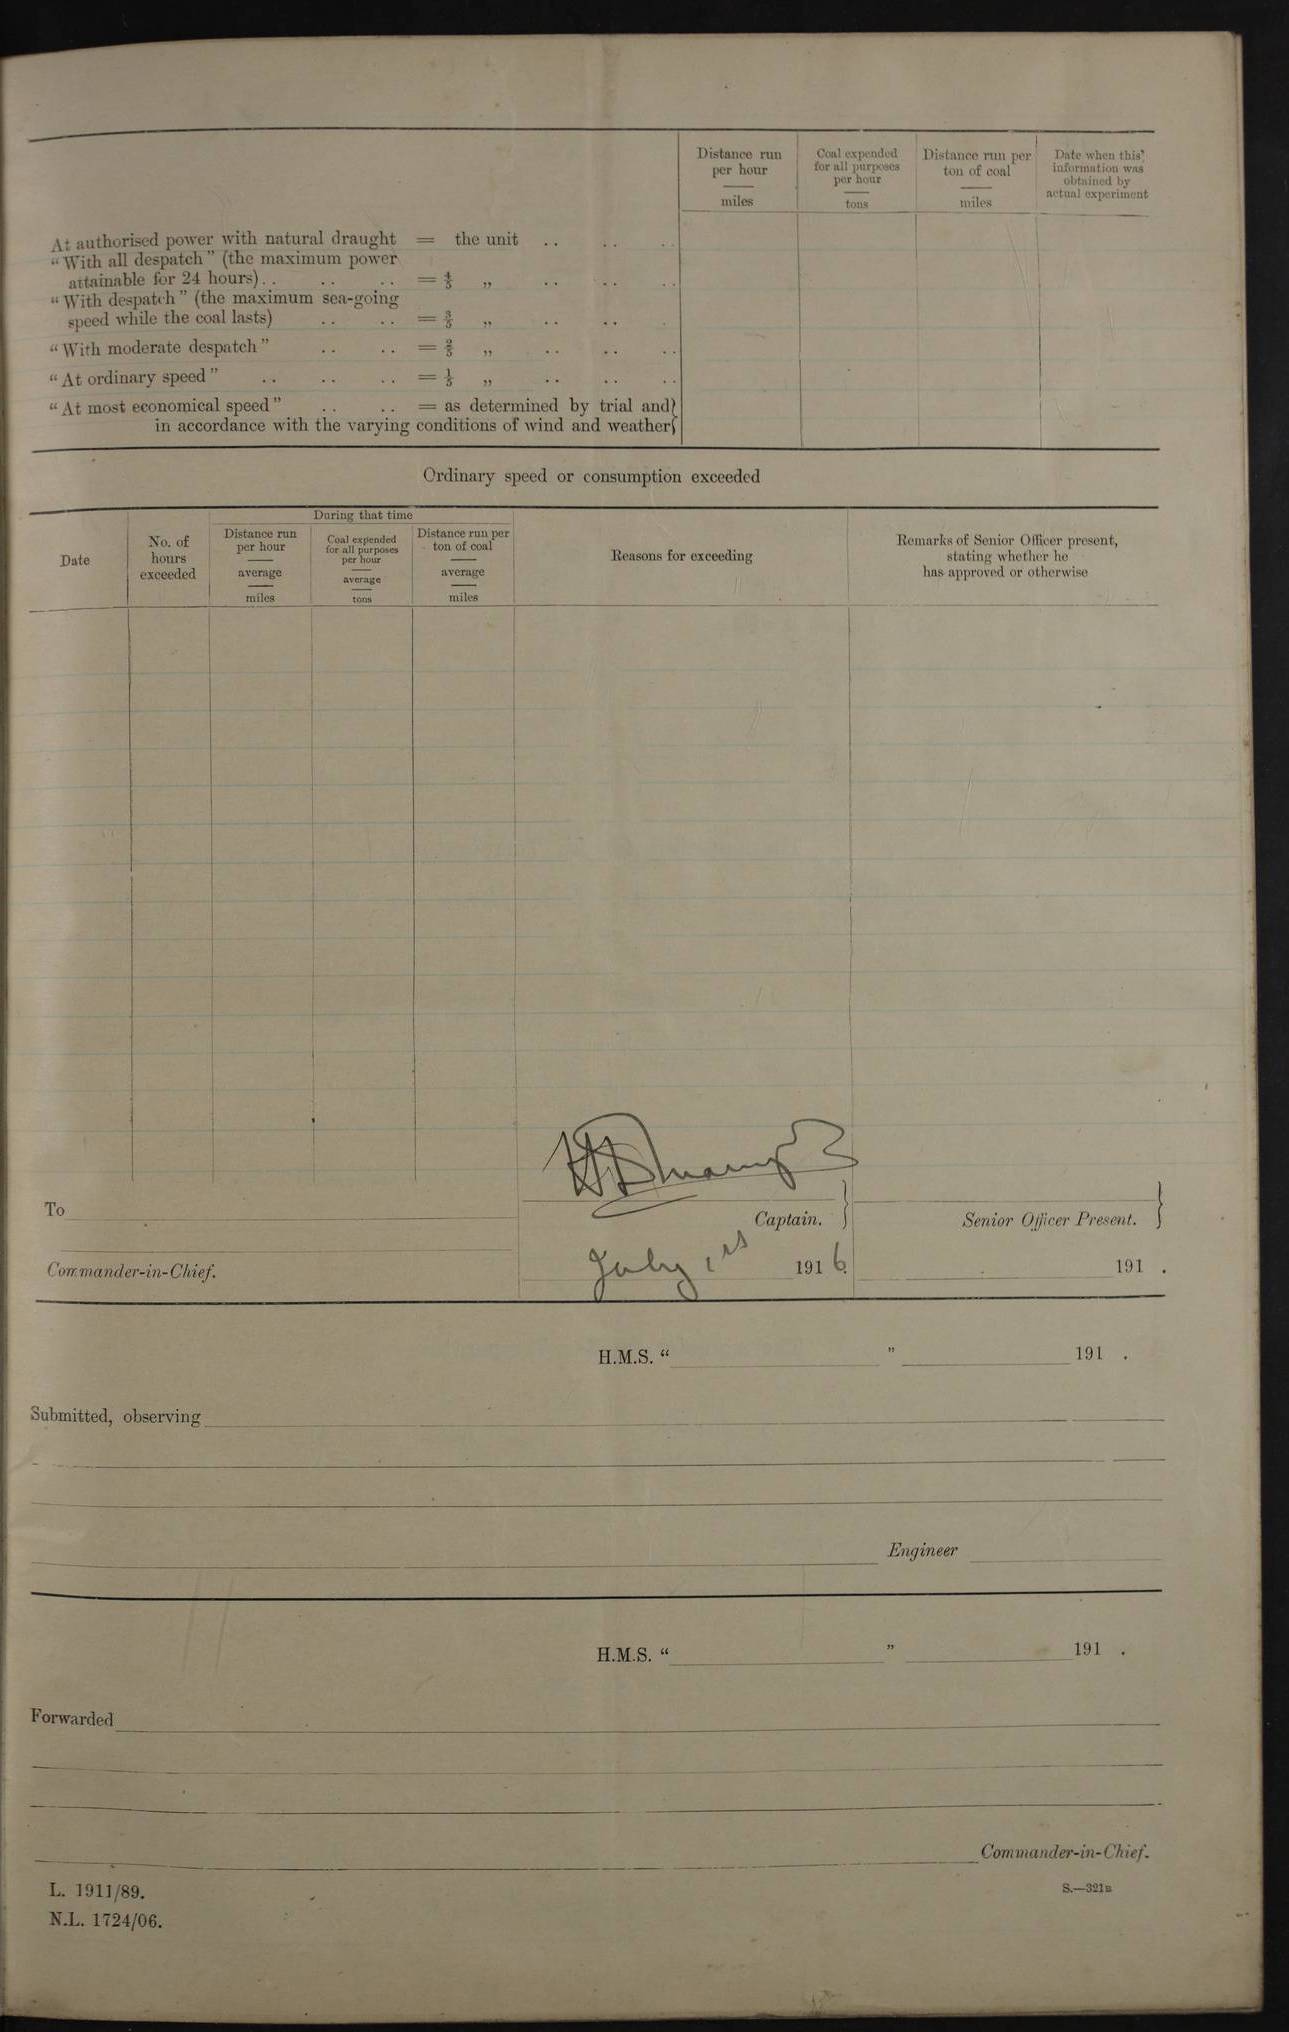 Distance run per hour miles
Coal expended for all purposes per hour tons
Distance run per ton of coal miles
Date when this information was obtained by actual experiment
At authorised power with natural draught = the unit .. .. ..
“With all despatch” (the maximum power
attainable for 24 hours) .. .. .. = 4/5 „ .. .. ..
“With despatch” (the maximum sea-going
speed while the coal lasts) .. .. = 3/5 „ .. .. .
“With moderate despatch” .. .. = 2/5 „ .. .. ..
“At ordinary speed” .. .. .. = 1/5 „ .. .. ..
“At most economical speed” .. .. = as determined by trial and}
in accordance with the varying conditions of wind and weather}
Ordinary speed or consumption exceeded
During that time
Date
No. of hours exceeded
Distance run per hour average miles
Coal expended for all purposes per hour average tons
Distance run per ton of coal average miles
Reasons for exceeding
Remarks of Senior Officer present, stating whether he has approved or otherwise
To
Captain. }
Senior Officer Present. }
Commander-in-Chief.
July 1st 1916.
191 .
H.M.S. “ ” 191 .
Submitted, observing
Engineer
H.M.S. “ ” 191 .
Forwarded
Commander-in-Chief.
L. 1911/89.
S.—321B
N.L. 1724/06.